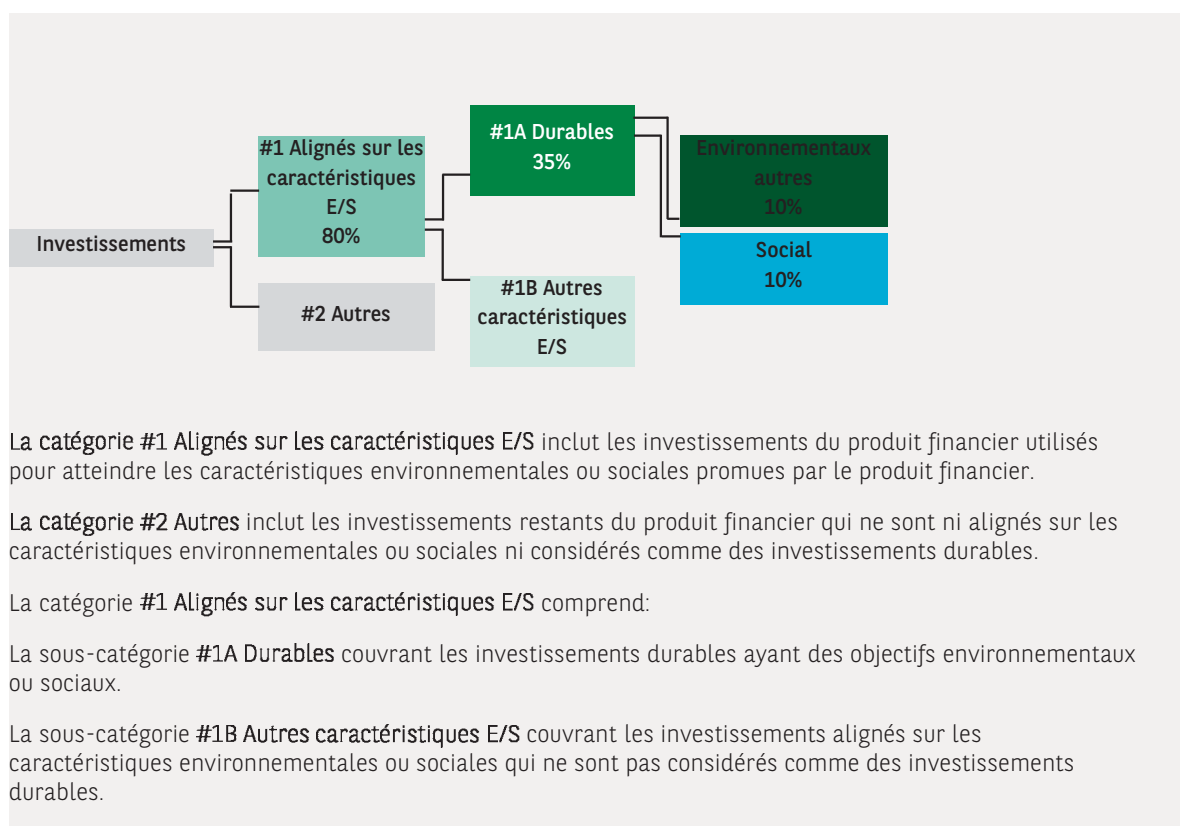 #1A Durables
35%
#1 Alignés sur les
caractéristiques
E/S
80%
Environnementaux
autres
10%
Investissements
Social
10%
#2 Autres
#1B Autres
caractéristiques
E/S
La catégorie #1 Alignés sur les caractéristiques E/S inclut les investissements du produit financier utilisés
pour atteindre les caractéristiques environnementales ou sociales promues par le produit financier.
La catégorie #2 Autres inclut les investissements restants du produit financier qui ne sont ni alignés sur les
caractéristiques environnementales ou sociales ni considérés comme des investissements durables.
La catégorie #1 Alignés sur les caractéristiques E/S comprend:
La sous-catégorie #1A Durables couvrant les investissements durables ayant des objectifs environnementaux
ou sociaux.
La sous-catégorie #1B Autres caractéristiques E/S couvrant les investissements alignés sur les
caractéristiques environnementales ou sociales qui ne sont pas considérés comme des investissements
durables.